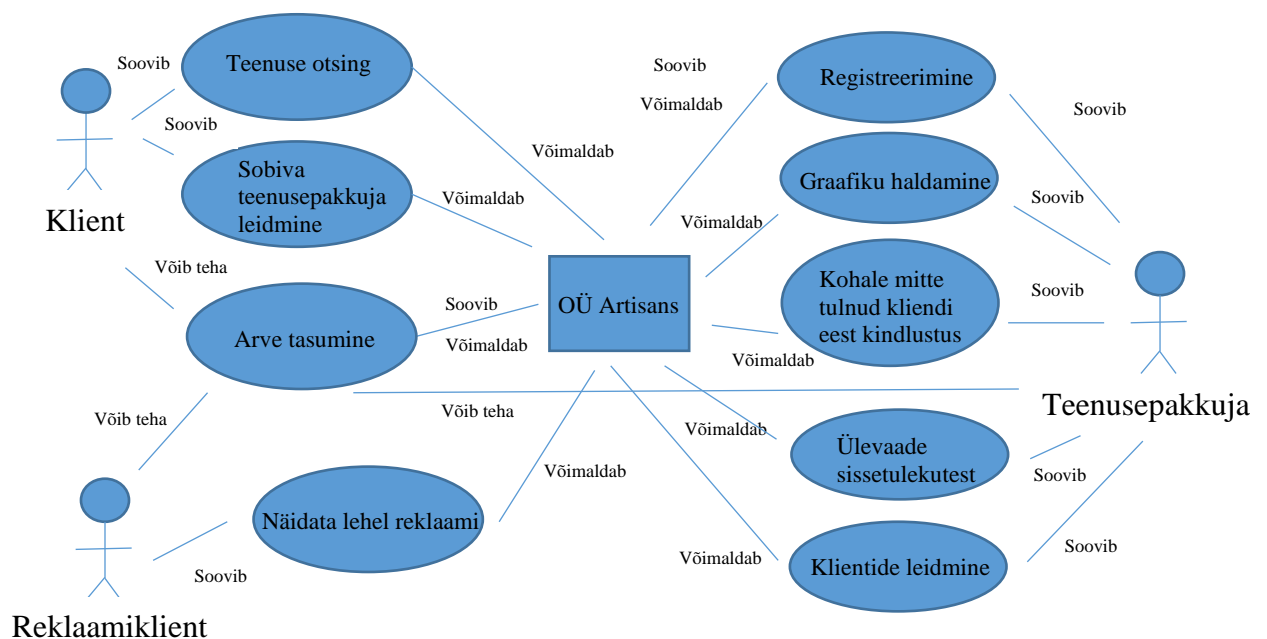 Soovib
Teenuse otsing
Soovib
Registreerimine
Võimaldab
Soovib
Soovib
Võimaldab
Sobiva
teenusepakkuja
leidmine
Võimaldab
Graafiku haldamine
Soovib
Klient
Võimaldab
Võib teha
Kohale mitte
tulnud kliendi
eest kindlustus
Soovib
Soovib
OÜ Artisans
Arve tasumine
Võimaldab
Võimaldab
Võib teha
Võib teha
Teenusepakkuja
Võimaldab
Ülevaade
sissetulekutest
Soovib
Võimaldab
Näidata lehel reklaami
Soovib
Võimaldab
Klientide leidmine
Soovib
Reklaamiklient